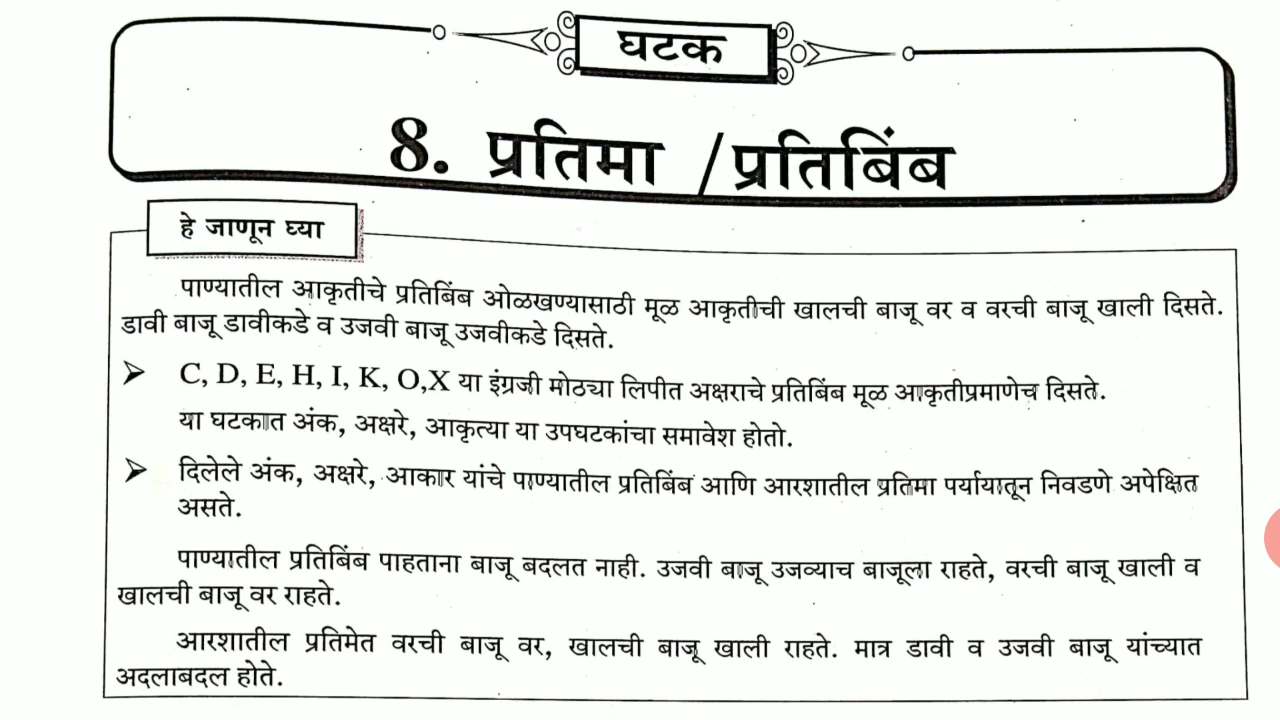 घटक
8. प्रतिमा / प्रतिबिंब
हे जाणून घ्या
पाण्यातील आकृतीचे प्रतिबिंब ओळखण्यासाठी मूळ आकृतीची खालची बाजू वर व वरची बाजू खाली दिसते.
डावी बाजू डावीकडे व उजवी बाजू उजवीकडे दिसते.
➢ C, D, E, H, I, K, O,X या इंग्रजी मोठ्या लिपीत अक्षराचे प्रतिबिंब मूळ आकृतीप्रमाणेच दिसते.
या घटकात अंक, अक्षरे, आकृत्या या उपघटकांचा समावेश होतो.
➢ दिलेले अंक, अक्षरे, आकार यांचे पाण्यातील प्रतिबिंब आणि आरशातील प्रतिमा पर्यायातून निवडणे अपेक्षित
असते.
पाण्यातील प्रतिबिंब पाहताना बाजू बदलत नाही. उजवी बाजू उजव्याच बाजूला राहते, वरची बाजू खाली व
खालची बाजू वर राहते.
आरशातील प्रतिमेत वरची बाजू वर, खालची बाजू खाली राहते. मात्र डावी व उजवी बाजू यांच्यात
अदलाबदल होते.